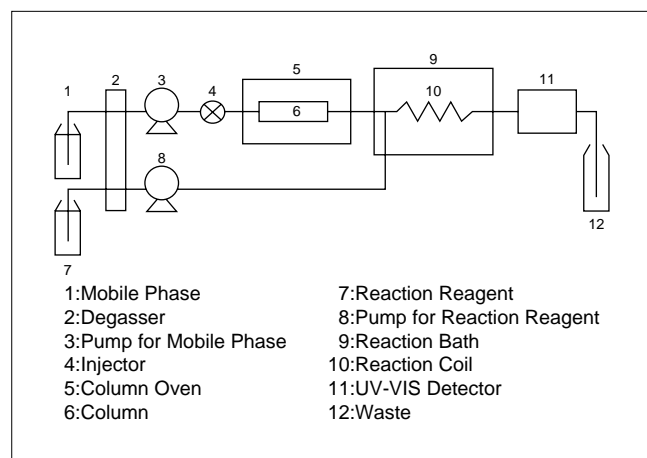 1
2
3
4
5
6
7
8
9
10
11
12
1:Mobile Phase
2:Degasser
3:Pump for Mobile Phase
4:Injector
5:Column Oven
6:Column
7:Reaction Reagent
8:Pump for Reaction Reagent
9:Reaction Bath
10:Reaction Coil
11:UV-VIS Detector
12:Waste